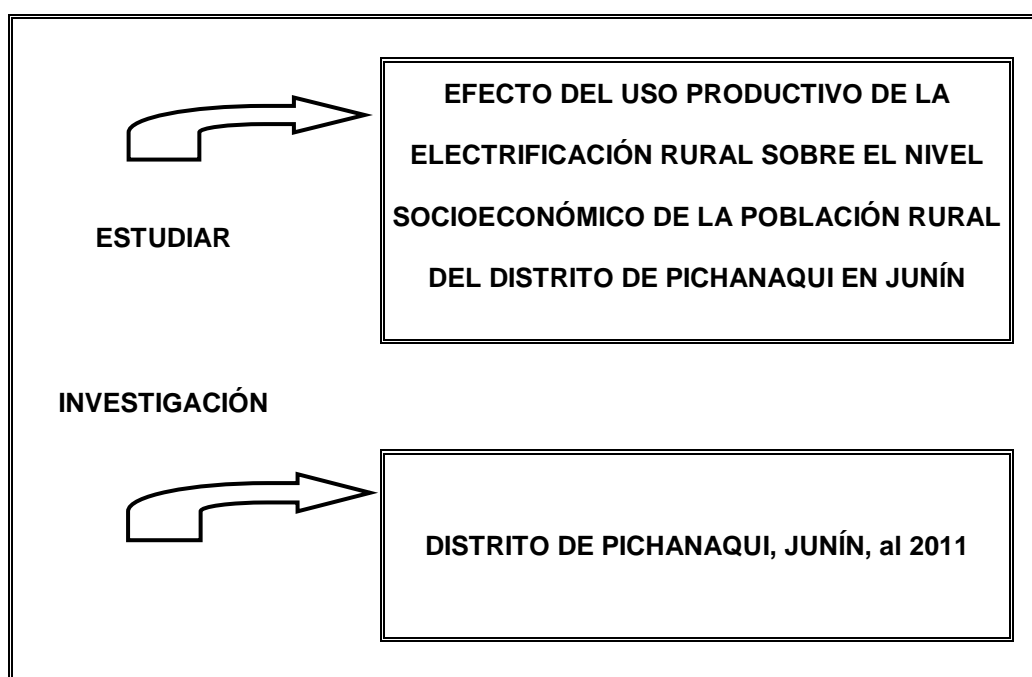 ESTUDIAR
EFECTO DEL USO PRODUCTIVO DE LA
ELECTRIFICACIÓN RURAL SOBRE EL NIVEL
SOCIOECONÓMICO DE LA POBLACIÓN RURAL
DEL DISTRITO DE PICHANAQUI EN JUNÍN
INVESTIGACIÓN
DISTRITO DE PICHANAQUI, JUNÍN, al 2011